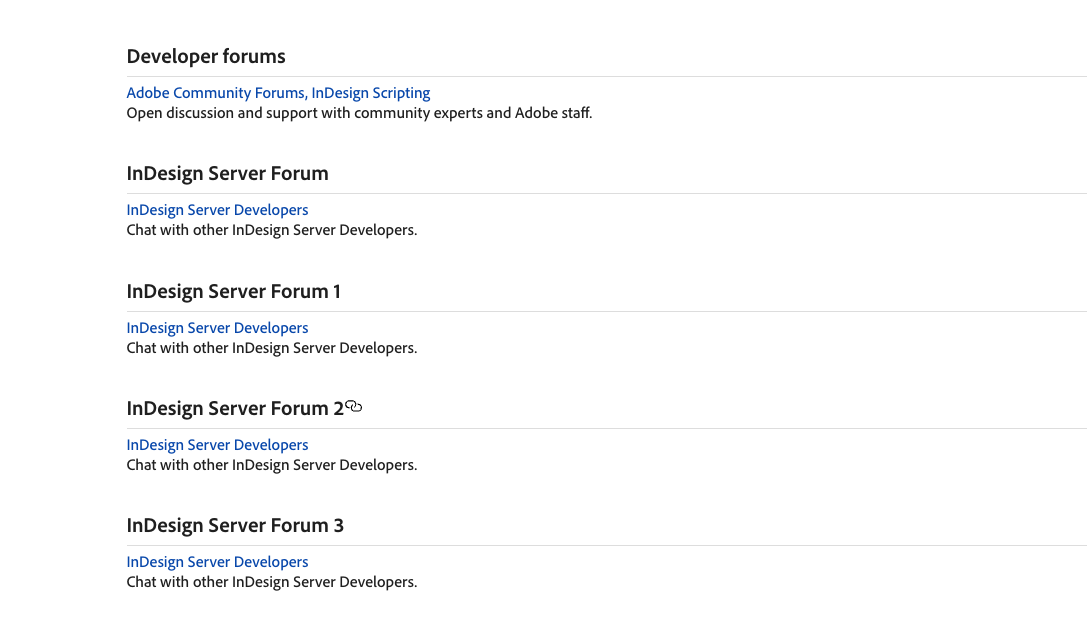 Developer forums
Adobe Community Forums, InDesign Scripting
Open discussion and support with community experts and Adobe staff.
InDesign Server Forum
InDesign Server Developers
Chat with other InDesign Server Developers.
InDesign Server Forum 1
InDesign Server Developers
Chat with other InDesign Server Developers.
InDesign Server Forum 2
InDesign Server Developers
Chat with other InDesign Server Developers.
InDesign Server Forum 3
InDesign Server Developers
Chat with other InDesign Server Developers.